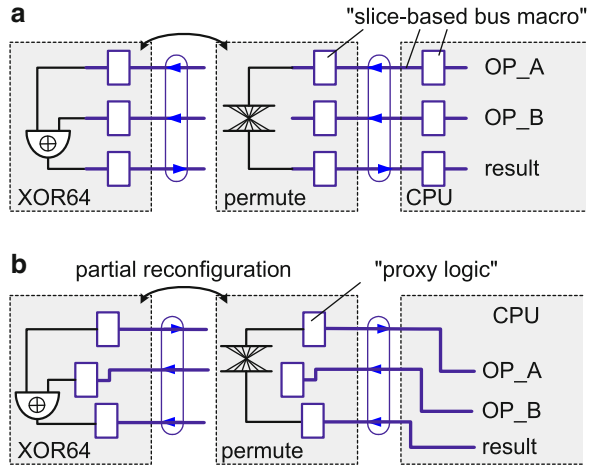 a
"slice-based bus macro"
OP_A
OP_B
result
XOR64
permute
CPU
b
partial reconfiguration
"proxy logic"
CPU
OP_A
OP_B
result
XOR64
permute